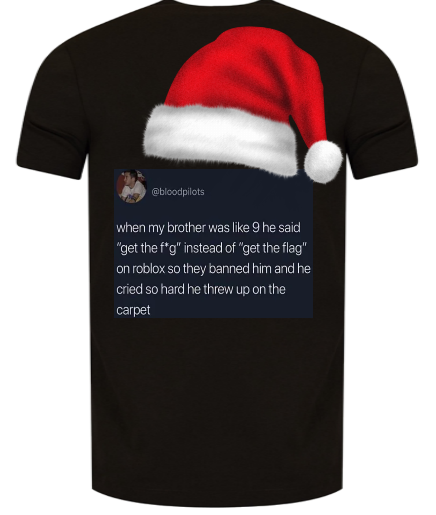 @bloodpilots
when my brother was like 9 he said
"get the f*g" instead of "get the flag"
on roblox so they banned him and he
cried so hard he threw up on the
carpet